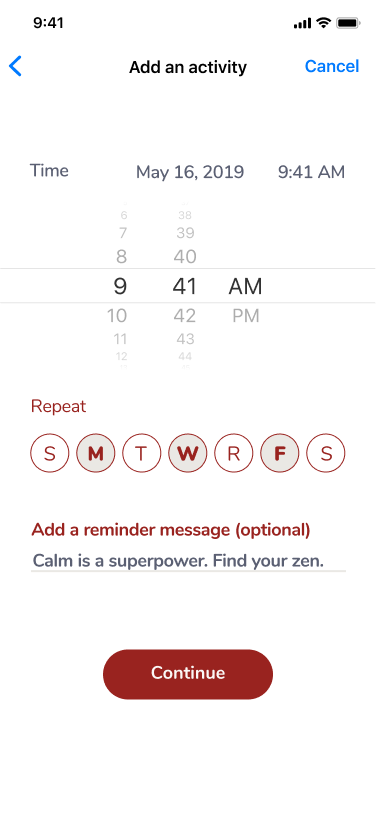 9:41
Add an activity Cancel
Time May 16, 2019 9:41 AM
6 38
7 39
8 40
9 41 AM
10 42 PM
11 43
12 44
Repeat
S M T W R F S
Add a reminder message (optional)
Calm is a superpower. Find your zen.
Continue